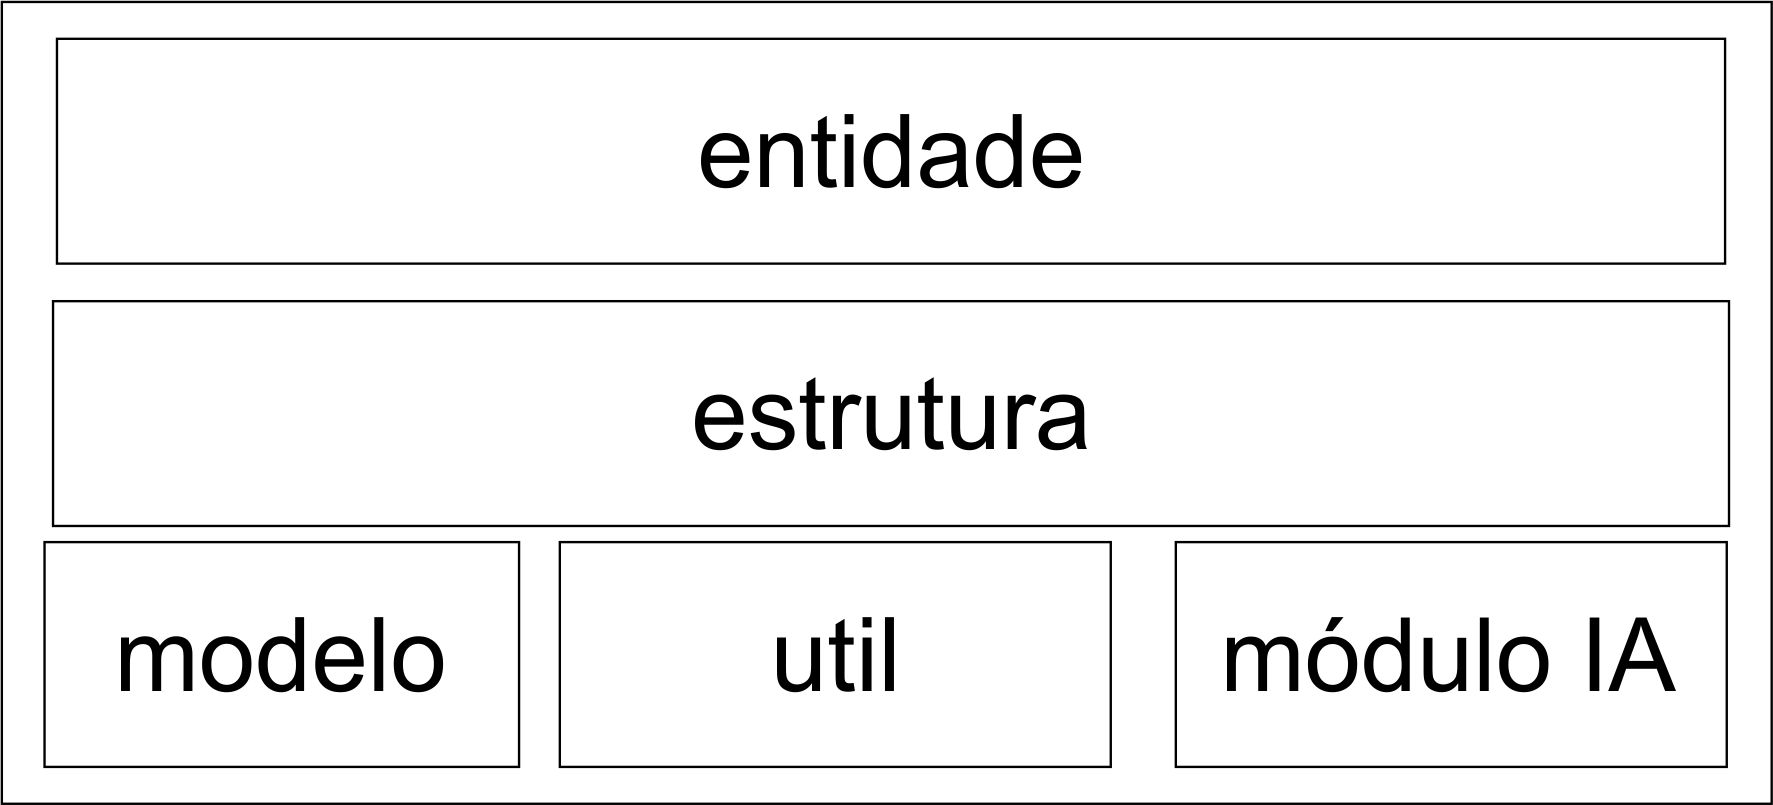 entidade
estrutura
modelo
util
módulo IA